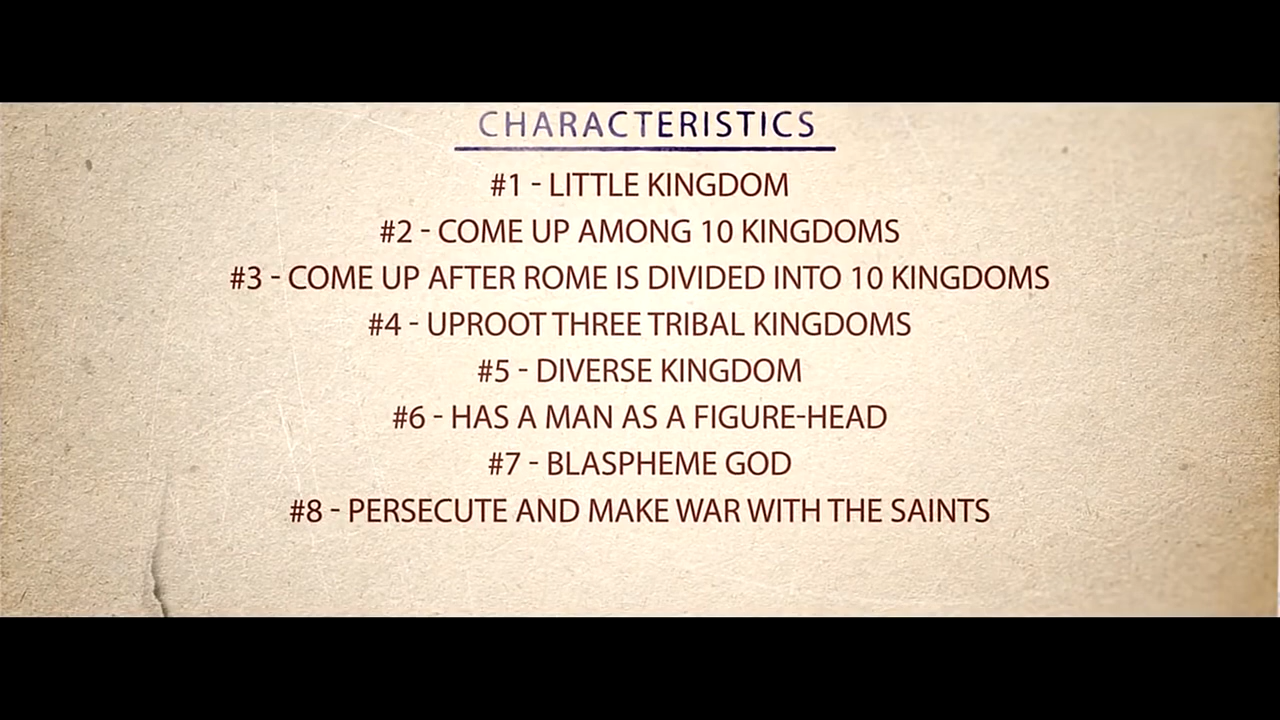 CHARACTERISTICS
#1 - LITTLE KINGDOM
#2 - COME UP AMONG 10 KINGDOMS
#3 - COME UP AFTER ROME IS DIVIDED INTO 10 KINGDOMS
#4 - UPROOT THREE TRIBAL KINGDOMS
#5 - DIVERSE KINGDOM
#6 - HAS A MAN AS A FIGURE-HEAD
#7 - BLASPHEME GOD
#8 - PERSECUTE AND MAKE WAR WITH THE SAINTS